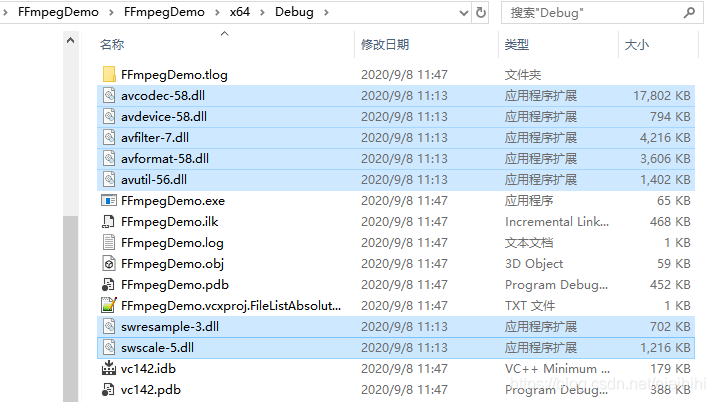 FFmpegDemo > FFmpegDemo > x64 > Debug > 搜索"Debug"
名称 修改日期 类型 大小
FFmpegDemo.tlog 2020/9/8 11:47 文件夹
avcodec-58.dll 2020/9/8 11:13 应用程序扩展 17,802 KB
avdevice-58.dll 2020/9/8 11:13 应用程序扩展 794 KB
avfilter-7.dll 2020/9/8 11:13 应用程序扩展 4,216 KB
avformat-58.dll 2020/9/8 11:13 应用程序扩展 3,606 KB
avutil-56.dll 2020/9/8 11:13 应用程序扩展 1,402 KB
FFmpegDemo.exe 2020/9/8 11:47 应用程序 65 KB
FFmpegDemo.ilk 2020/9/8 11:47 Incremental Link... 468 KB
FFmpegDemo.log 2020/9/8 11:47 文本文档 1 KB
FFmpegDemo.obj 2020/9/8 11:47 3D Object 59 KB
FFmpegDemo.pdb 2020/9/8 11:47 Program Debug... 452 KB
FFmpegDemo.vcxproj.FileListAbsolut... 2020/9/8 11:47 TXT 文件 1 KB
swresample-3.dll 2020/9/8 11:13 应用程序扩展 702 KB
swscale-5.dll 2020/9/8 11:13 应用程序扩展 1,216 KB
vc142.idb 2020/9/8 11:47 VC++ Minimum ... 179 KB
vc142.pdb 2020/9/8 11:47 Program Debug... 388 KB